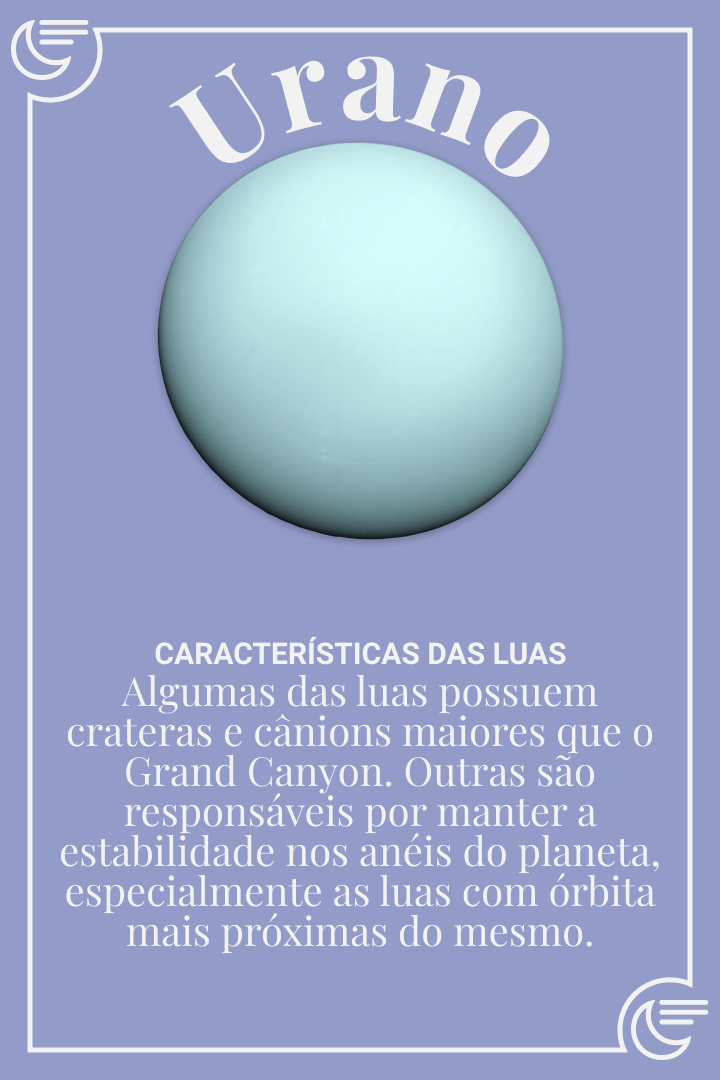 Urano
CARACTERÍSTICAS DAS LUAS
Algumas das luas possuem
crateras e cânions maiores que o
Grand Canyon. Outras são
responsáveis por manter a
estabilidade nos anéis do planeta,
especialmente as luas com órbita
mais próximas do mesmo.